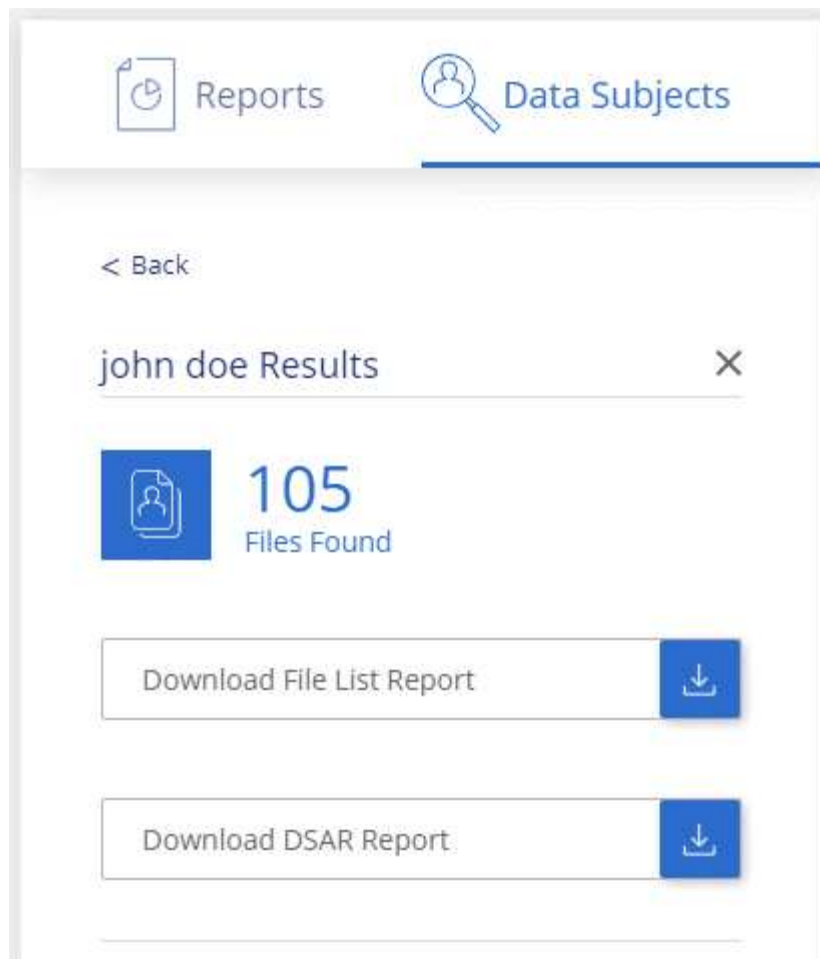 Reports
Data Subjects
< Back
john doe Results
105
Files Found
Download File List Report
Download DSAR Report